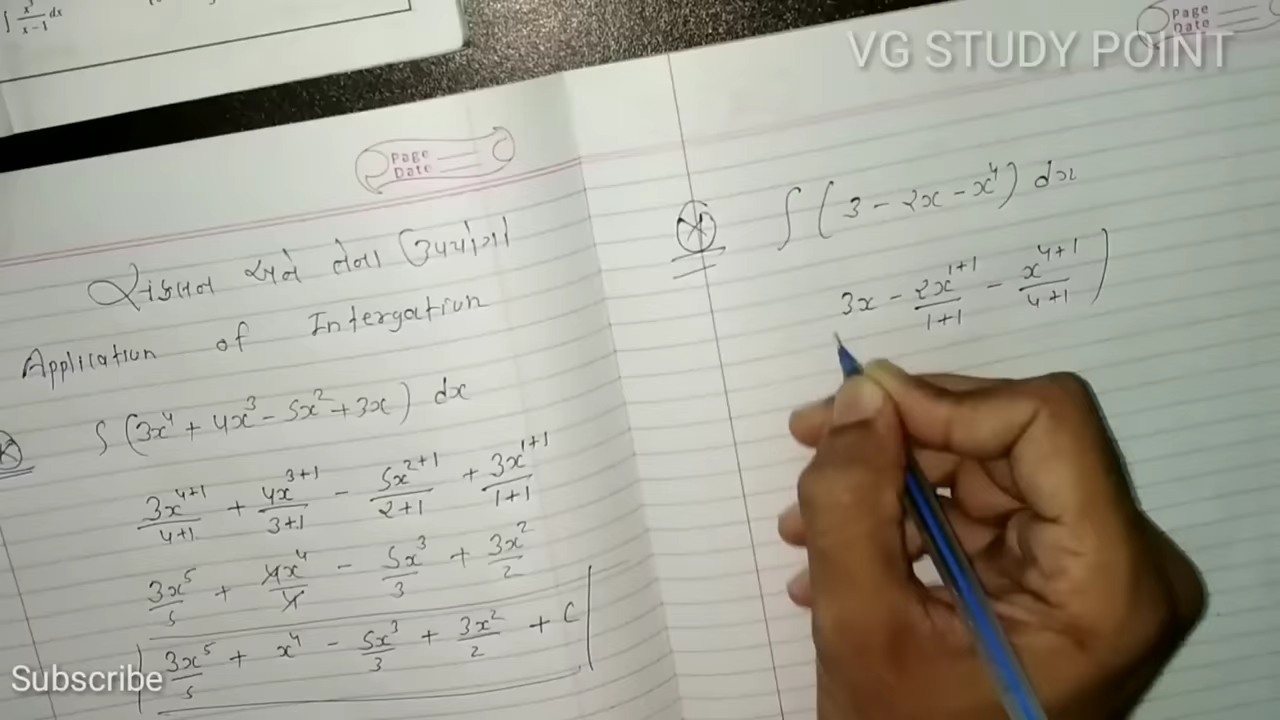 ∫ x³/(x-1) dx
VG STUDY POINT
Page
Date
Page
Date
સંકલન અને તેના ઉપયોગો
Application of Intergation
∫ (3x⁴ + 4x³ - 5x² + 3x) dx
3x⁴⁺¹/(4+1) + 4x³⁺¹/(3+1) - 5x²⁺¹/(2+1) + 3x¹⁺¹/(1+1)
3x⁵/5 + 4x⁴/4 - 5x³/3 + 3x²/2
3x⁵/5 + x⁴ - 5x³/3 + 3x²/2 + C
∫ (3 - 2x - x⁴) dx
3x - 2x¹⁺¹/(1+1) - x⁴⁺¹/(4+1) )
Subscribe